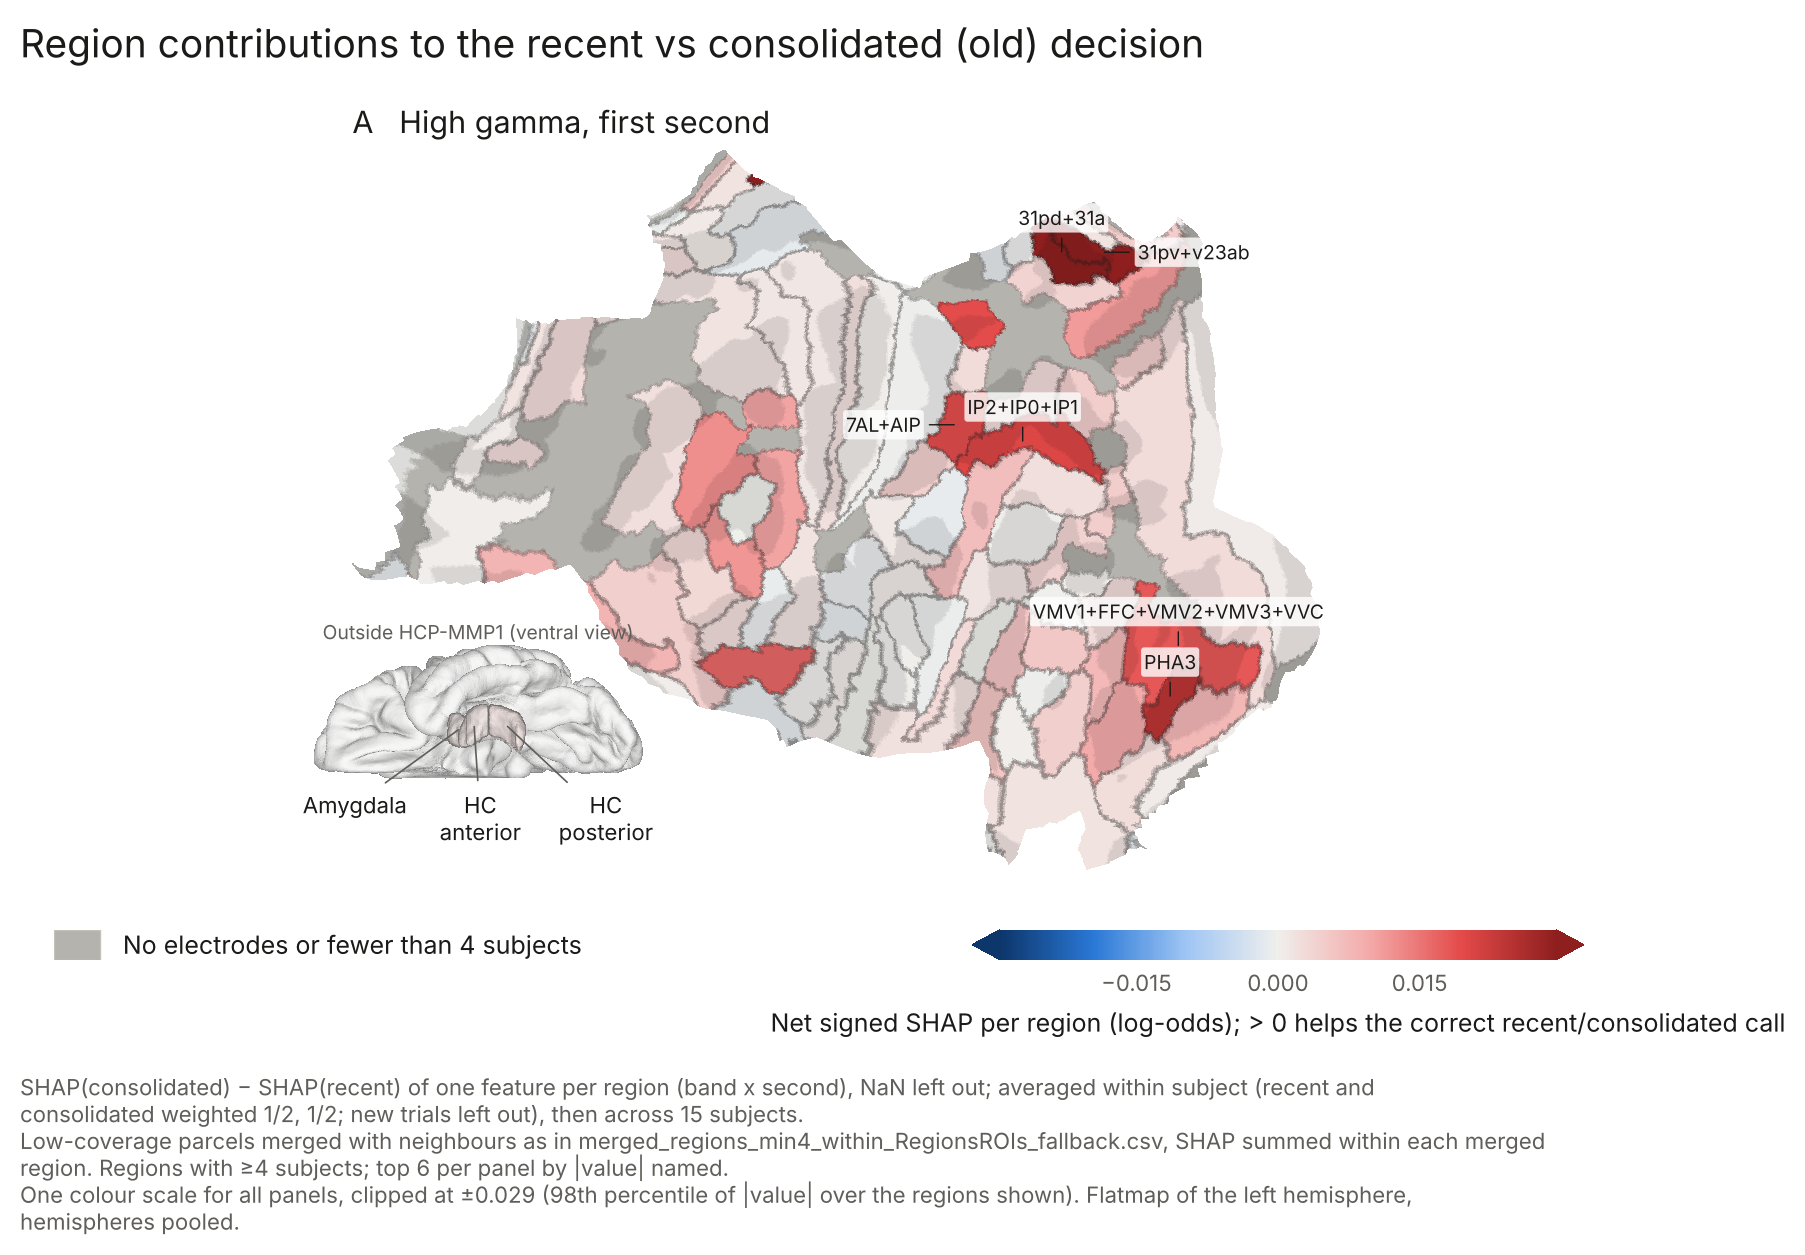 Region contributions to the recent vs consolidated (old) decision
A High gamma, first second
31pd+31a
31pv+v23ab
IP2+IP0+IP1
7AL+AIP
VMV1+FFC+VMV2+VMV3+VVC
PHA3
Outside HCP-MMP1 (ventral view)
Amygdala
HC anterior
HC posterior
No electrodes or fewer than 4 subjects
−0.015 0.000 0.015
Net signed SHAP per region (log-odds); > 0 helps the correct recent/consolidated call
SHAP(consolidated) − SHAP(recent) of one feature per region (band x second), NaN left out; averaged within subject (recent and
consolidated weighted 1/2, 1/2; new trials left out), then across 15 subjects.
Low-coverage parcels merged with neighbours as in merged_regions_min4_within_RegionsROIs_fallback.csv, SHAP summed within each merged
region. Regions with ≥4 subjects; top 6 per panel by |value| named.
One colour scale for all panels, clipped at ±0.029 (98th percentile of |value| over the regions shown). Flatmap of the left hemisphere,
hemispheres pooled.